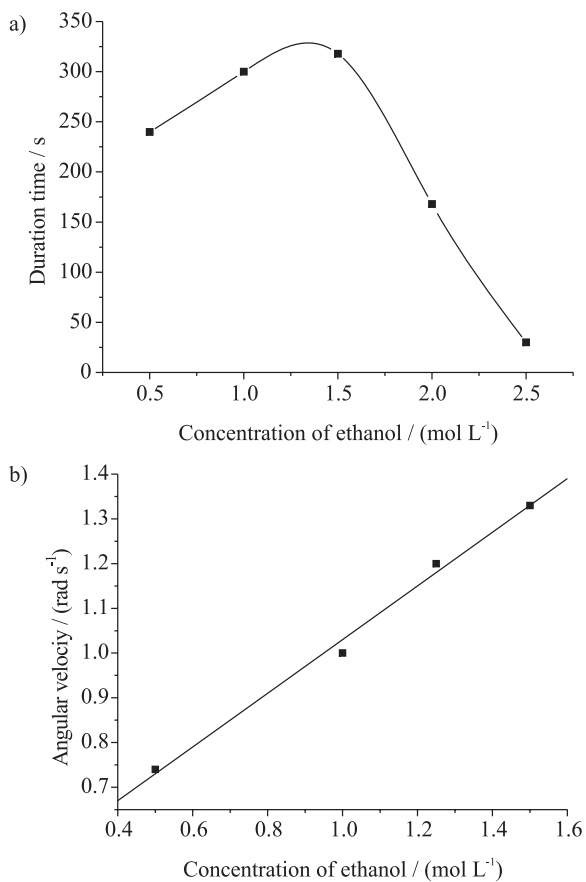 a)
350
300
250
200
150
100
50
0
Duration time / s
0.5 1.0 1.5 2.0 2.5
Concentration of ethanol / (mol L⁻¹)
b)
1.4
1.3
1.2
1.0
0.9
0.8
0.7
Angular velociy / (rad s⁻¹)
0.4 0.6 0.8 1.0 1.2 1.4 1.6
Concentration of ethanol / (mol L⁻¹)